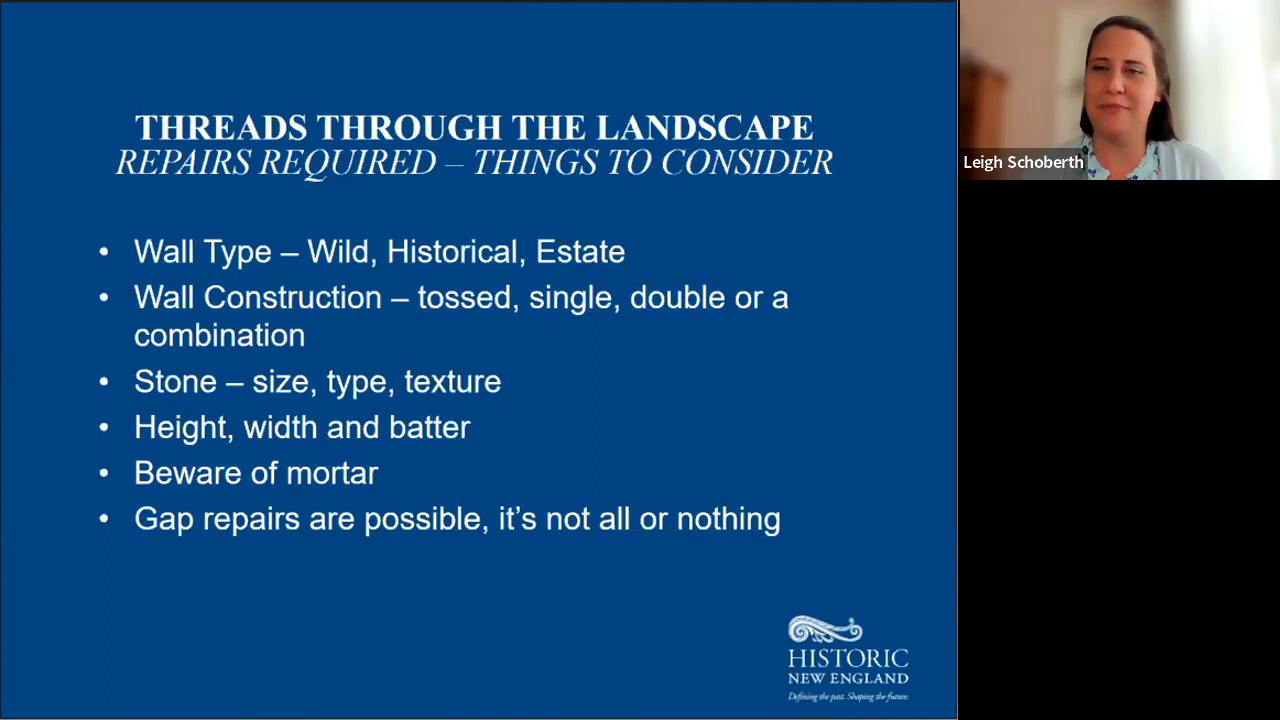 THREADS THROUGH THE LANDSCAPE
REPAIRS REQUIRED – THINGS TO CONSIDER
• Wall Type – Wild, Historical, Estate
• Wall Construction – tossed, single, double or a
combination
• Stone – size, type, texture
• Height, width and batter
• Beware of mortar
• Gap repairs are possible, it’s not all or nothing
HISTORIC
NEW ENGLAND
Defining the past. Shaping the future.
Leigh Schoberth